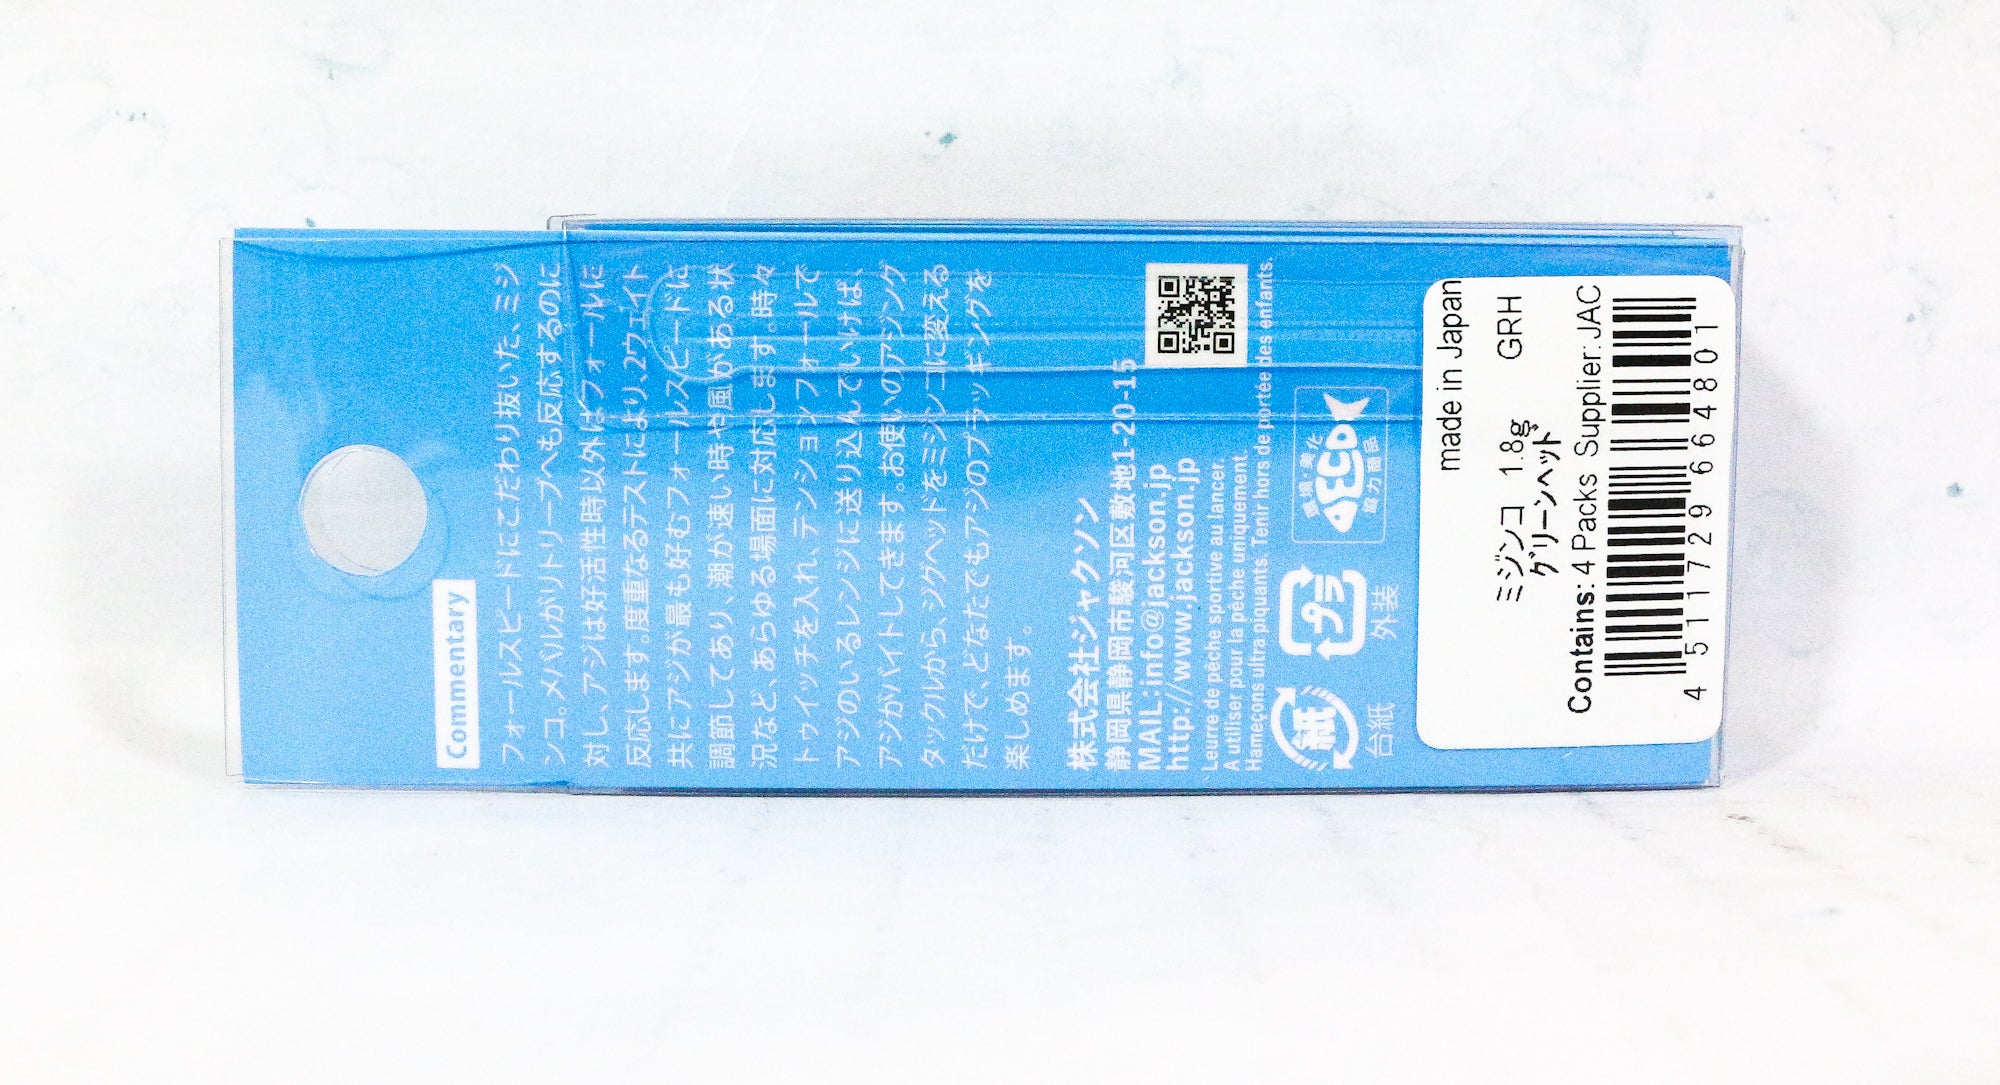 Commentary
フォールスピードにこだわり抜いた、ミジ
ンコ。メバルがリトリーブへも反応するのに
対し、アジは好活性時以外はフォールに
反応します。度重なるテストにより、2ウェイト
共にアジが最も好むフォールスピードに
調節してあり、潮が速い時や風がある状
況など、あらゆる場面に対応します。時々
トゥイッチを入れ、テンションフォールで
アジのいるレンジに送り込んでいけば、
アジがバイトしてきます。お使いのアジング
タックルから、ジグヘッドをミジンコに変える
だけで、どなたでもアジのプラッギングを
楽しめます。
株式会社ジャクソン
静岡県静岡市駿河区敷地1-20-15
MAIL:info@jackson.jp
http://www.jackson.jp
Leurre de pêche sportive au lancer.
A utiliser pour la pêche uniquement.
Hameçons ultra piquants. Tenir hors de portée des enfants.
紙
台紙
プラ
外装
環境美化
ECO
協力商品
made in Japan
ミジンコ 1.8g GRH
グリーンヘッド
Contains: 4 Packs Supplier: JAC
4 511729 664801